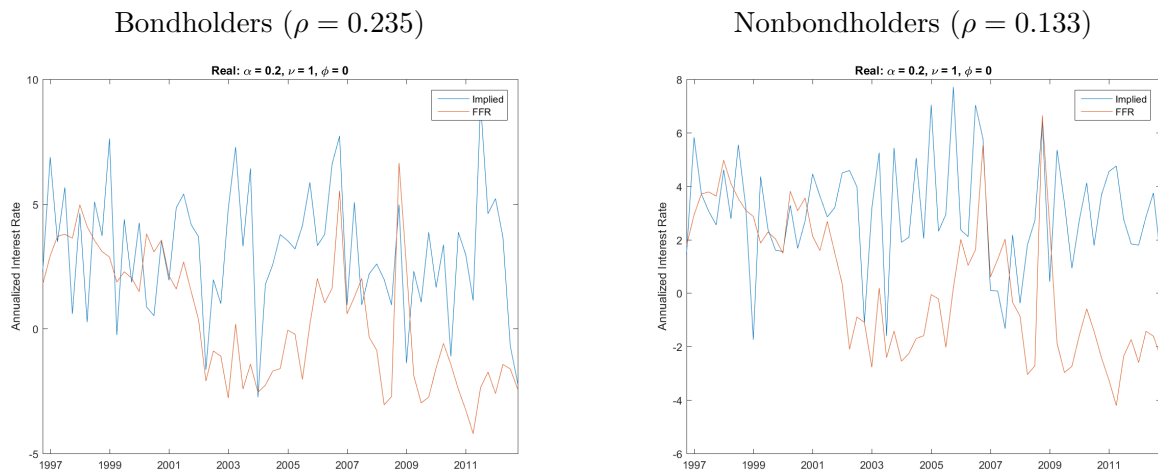 Bondholders (ρ = 0.235)
Real: α = 0.2, ν = 1, ϕ = 0
Annualized Interest Rate
10
5
0
-5
Implied
FFR
1997 1999 2001 2003 2005 2007 2009 2011
Nonbondholders (ρ = 0.133)
Real: α = 0.2, ν = 1, ϕ = 0
Annualized Interest Rate
8
6
4
2
0
-2
-4
-6
Implied
FFR
1997 1999 2001 2003 2005 2007 2009 2011